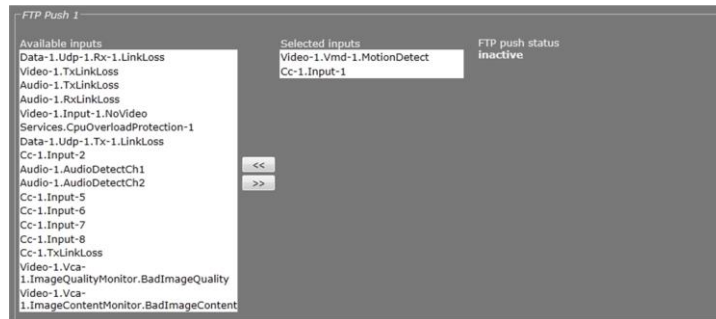 FTP Push 1
Available inputs
Data-1.Udp-1.Rx-1.LinkLoss
Video-1.TxLinkLoss
Audio-1.TxLinkLoss
Audio-1.RxLinkLoss
Video-1.Input-1.NoVideo
Services.CpuOverloadProtection-1
Data-1.Udp-1.Tx-1.LinkLoss
Cc-1.Input-2
Audio-1.AudioDetectCh1
Audio-1.AudioDetectCh2
Cc-1.Input-5
Cc-1.Input-6
Cc-1.Input-7
Cc-1.Input-8
Cc-1.TxLinkLoss
Video-1.Vca-
1.ImageQualityMonitor.BadImageQuality
Video-1.Vca-
1.ImageContentMonitor.BadImageContent
<<
>>
Selected inputs
Video-1.Vmd-1.MotionDetect
Cc-1.Input-1
FTP push status
inactive